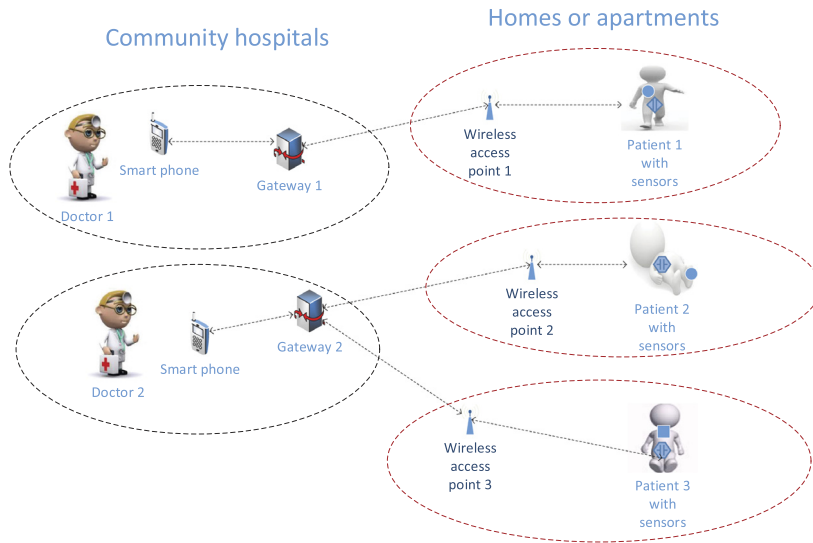 Community hospitals
Homes or apartments
Smart phone
Gateway 1
Doctor 1
Wireless
access
point 1
Patient 1
with
sensors
Smart phone
Gateway 2
Doctor 2
Wireless
access
point 2
Patient 2
with
sensors
Wireless
access
point 3
Patient 3
with
sensors